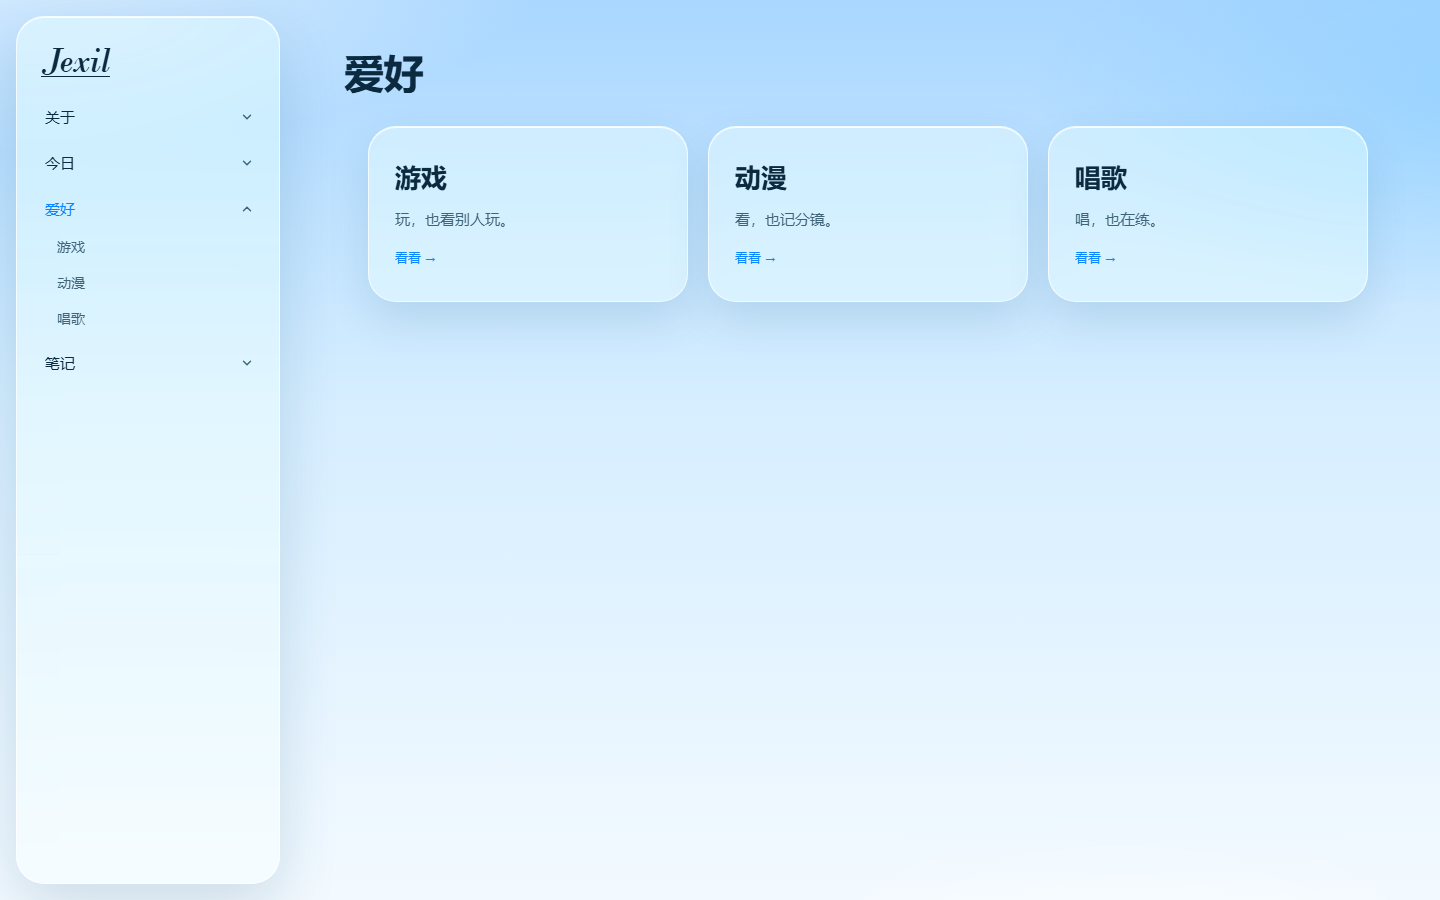 Jexil
关于
今日
爱好
游戏
动漫
唱歌
笔记
爱好
游戏
玩，也看别人玩。
看看 →
动漫
看，也记分镜。
看看 →
唱歌
唱，也在练。
看看 →